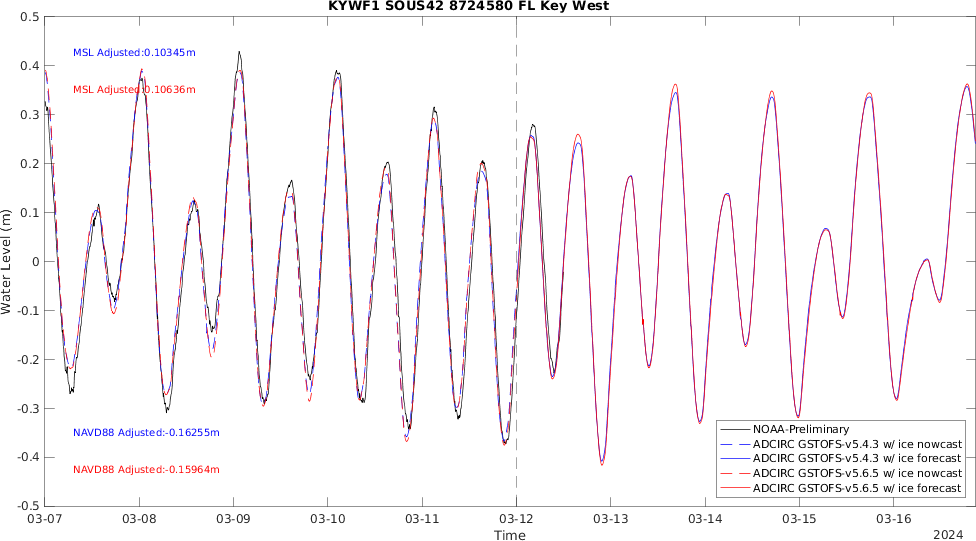 KYWF1 SOUS42 8724580 FL Key West
0.5
0.4
0.3
0.2
0.1
0
-0.1
-0.2
-0.3
-0.4
-0.5
Water Level (m)
MSL Adjusted:0.10345m
MSL Adjusted:0.10636m
NAVD88 Adjusted:-0.16255m
NAVD88 Adjusted:-0.15964m
NOAA-Preliminary
ADCIRC GSTOFS-v5.4.3 w/ ice nowcast
ADCIRC GSTOFS-v5.4.3 w/ ice forecast
ADCIRC GSTOFS-v5.6.5 w/ ice nowcast
ADCIRC GSTOFS-v5.6.5 w/ ice forecast
03-07 03-08 03-09 03-10 03-11 03-12 03-13 03-14 03-15 03-16
Time
2024